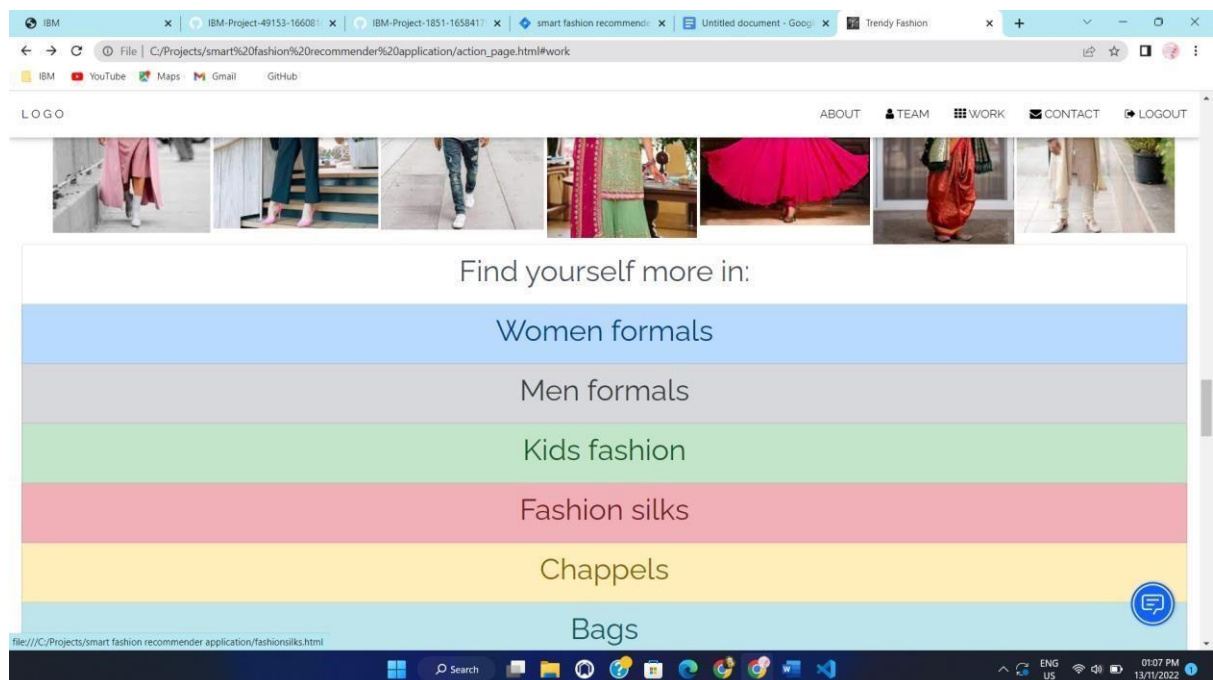 IBM
IBM-Project-49153-16608
IBM-Project-1851-1658417
smart fashion recommende
Untitled document - Googl
Trendy Fashion
File | C:/Projects/smart%20fashion%20recommender%20application/action_page.html#work
IBM YouTube Maps Gmail GitHub
LOGO ABOUT TEAM WORK CONTACT LOGOUT
Find yourself more in:
Women formals
Men formals
Kids fashion
Fashion silks
Chappels
Bags
file:///C:/Projects/smart fashion recommender application/fashionsilks.html
Search
ENG
US
01:07 PM
13/11/2022
1